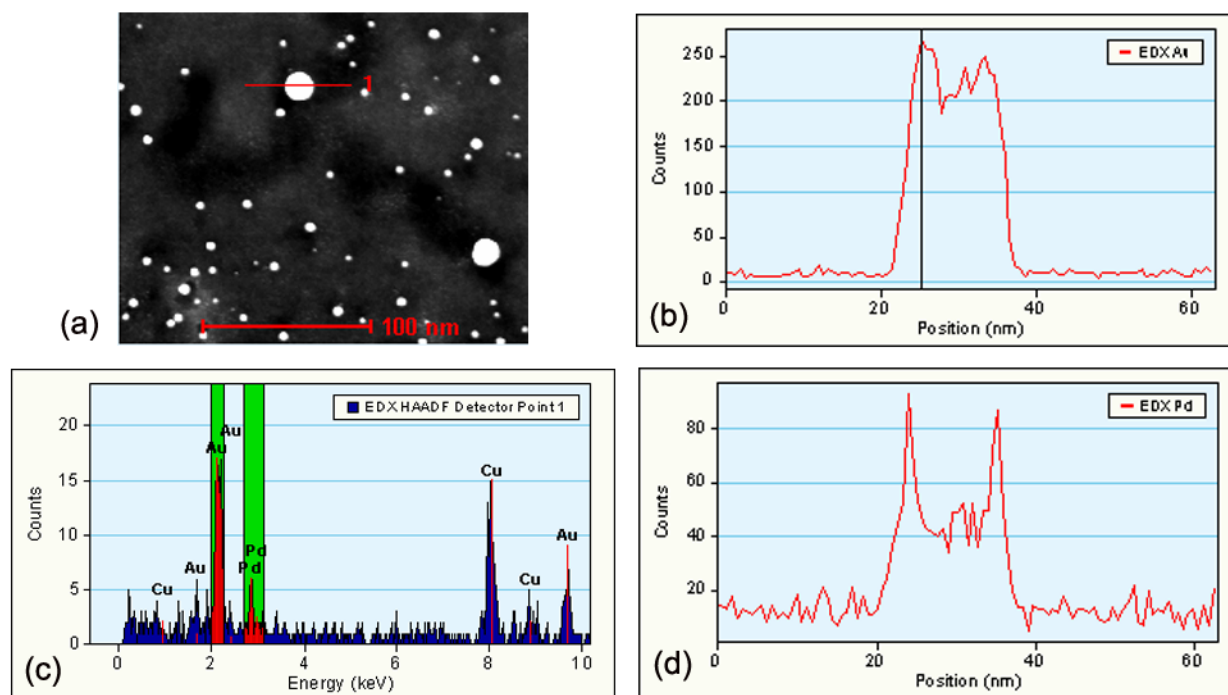 1
100 nm
(a)
EDX Au
250
200
150
100
50
0
Counts
0 20 40 60
Position (nm)
(b)
EDX HAADF Detector Point 1
20
15
10
5
0
Counts
Au
Au
Cu
Pd
Au
Pd
Cu
Au
Cu
0 2 4 6 8 10
Energy (keV)
(c)
EDX Pd
80
60
40
20
Counts
0 20 40 60
Position (nm)
(d)